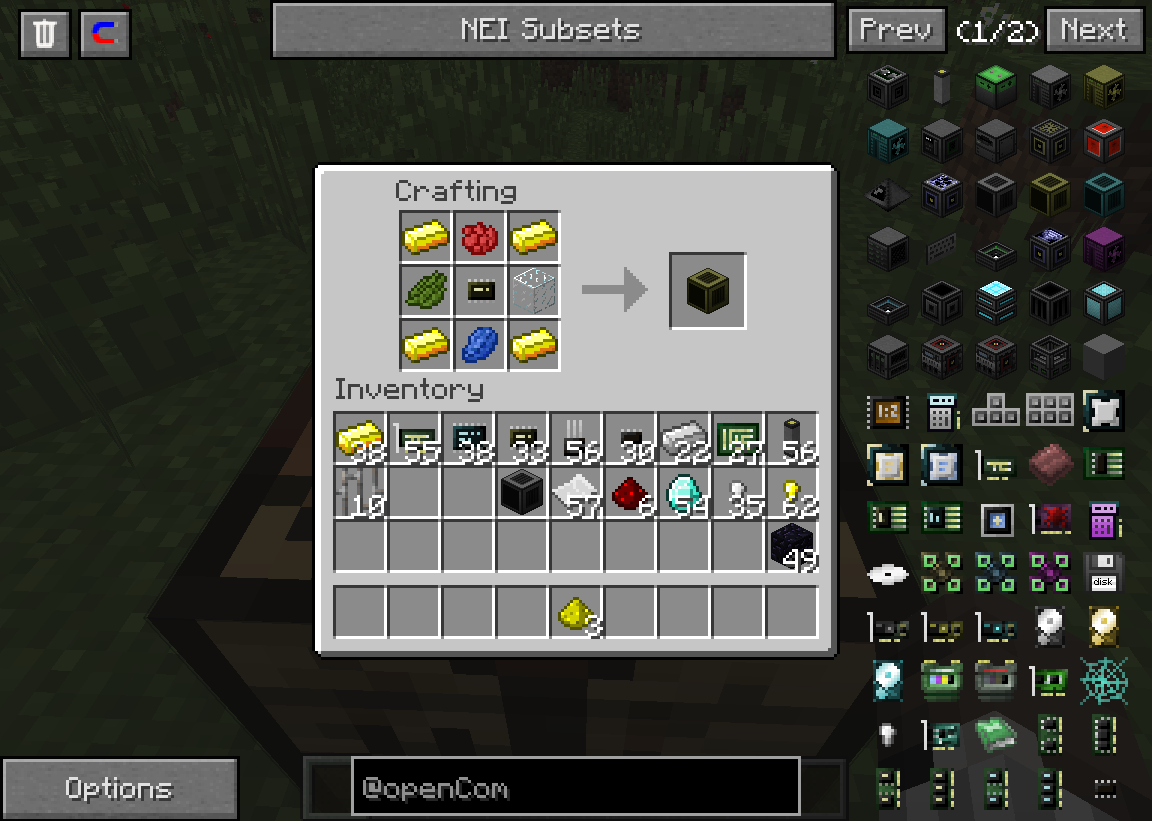 NEI Subsets
Prev (1/2) Next
Crafting
Inventory
38 55 38 33 56 30 22 27 56
10 57 6 54 35 62
49
3
1:2
disk
Options
@openCom